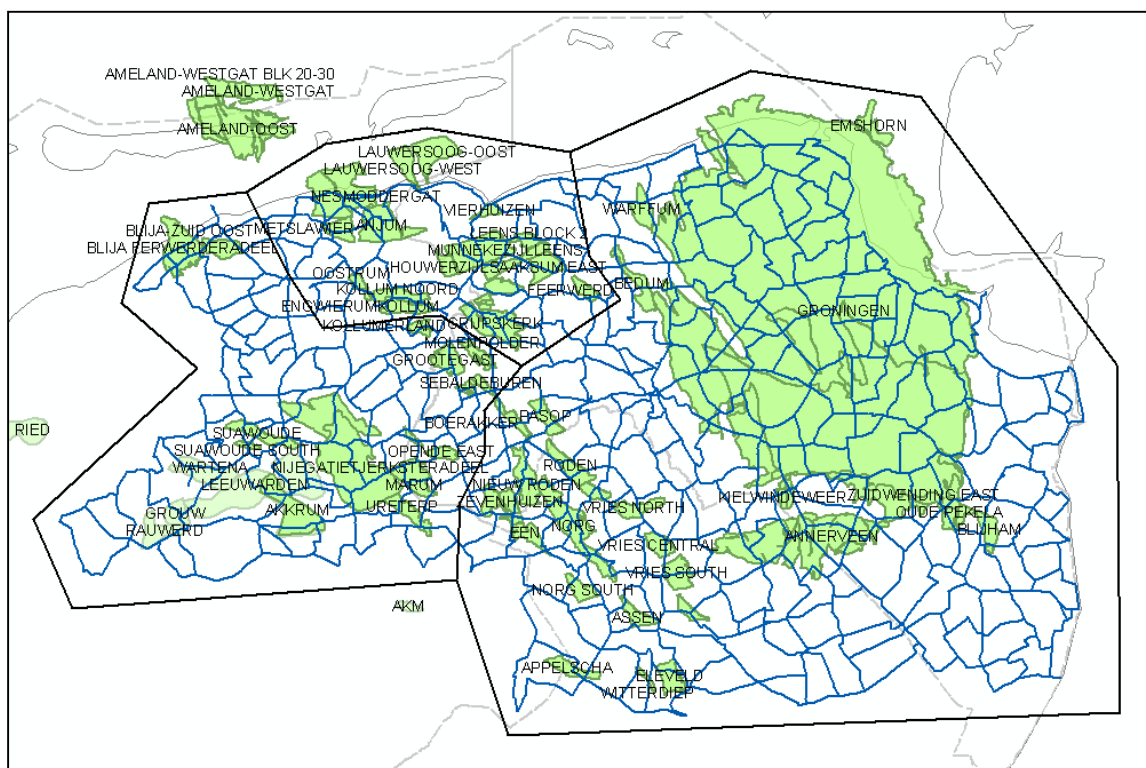 AMELAND-WESTGAT BLK 20-30
AMELAND-WESTGAT
AMELAND-OOST
EMSHORN
LAUWERSOOG-OOST
LAUWERSOOG-WEST
NES
MODDERGAT
VIERHUIZEN
WARFFUM
BLIJA-ZUID OOST
METSLAWIER
ANJUM
LEENS BLOCK 2
BLIJA FERWERDERADEEL
MUNNEKEZIJL
LEENS
OOSTRUM
HOUWERZIJL
SAAKSUM EAST
KOLLUM NOORD
FEERWERD
BEDUM
ENGWIERUM
KOLLUM
GRONINGEN
KOLLUMERLAND
GRIJPSKERK
MOLENPOLDER
GROOTEGAST
SEBALDEBUREN
BOERAKKER
PASOP
RIED
SUAWOUDE
SUAWOUDE-SOUTH
OPENDE EAST
WARTENA
NIJEGA
TIETJERKSTERADEEL
RODEN
LEEUWARDEN
MARUM
NIEUW RODEN
KIELWINDEWEER
ZUIDWENDING EAST
GROUW
AKKRUM
URETERP
ZEVENHUIZEN
VRIES NORTH
OUDE PEKELA
RAUWERD
EEN
NORG
ANNERVEEN
BLIJHAM
VRIES CENTRAL
VRIES SOUTH
NORG SOUTH
AKM
ASSEN
APPELSCHA
ELEVELD
WITTERDIEP